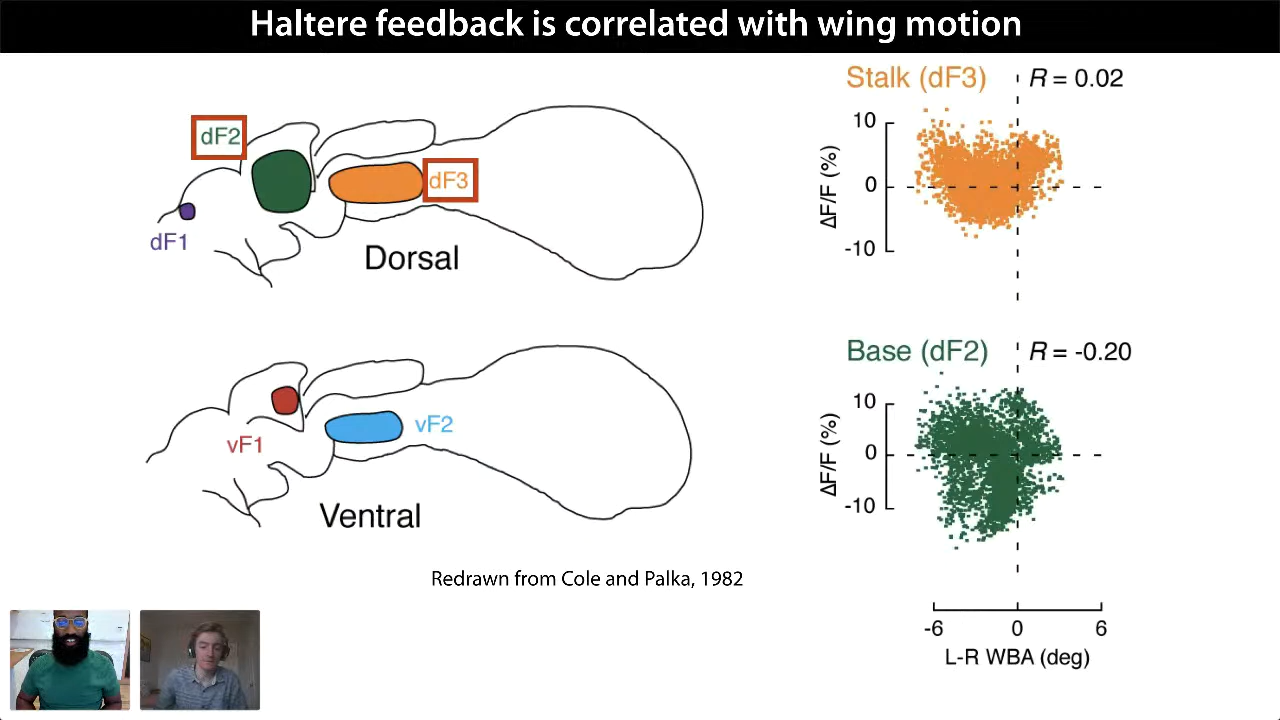 Haltere feedback is correlated with wing motion
dF2
dF3
dF1
Dorsal
vF1
vF2
Ventral
Redrawn from Cole and Palka, 1982
Stalk (dF3)
R = 0.02
10
0
-10
ΔF/F (%)
Base (dF2)
R = -0.20
10
0
-10
ΔF/F (%)
-6 0 6
L-R WBA (deg)